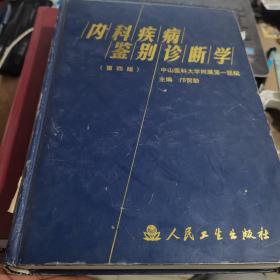 内科疾病
鉴别诊断学
(第四版)
中山医科大学附属第一医院
主编 邝贺龄
人民卫生出版社